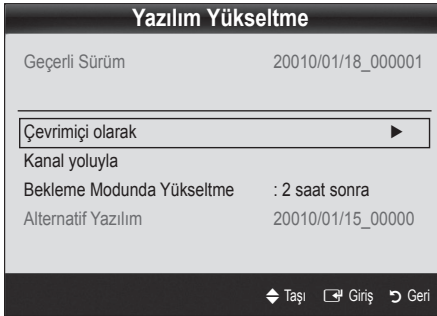 Yazılım Yükseltme
Geçerli Sürüm 20010/01/18_000001
Çevrimiçi olarak ►
Kanal yoluyla
Bekleme Modunda Yükseltme : 2 saat sonra
Alternatif Yazılım 20010/01/15_00000
Taşı Giriş Geri